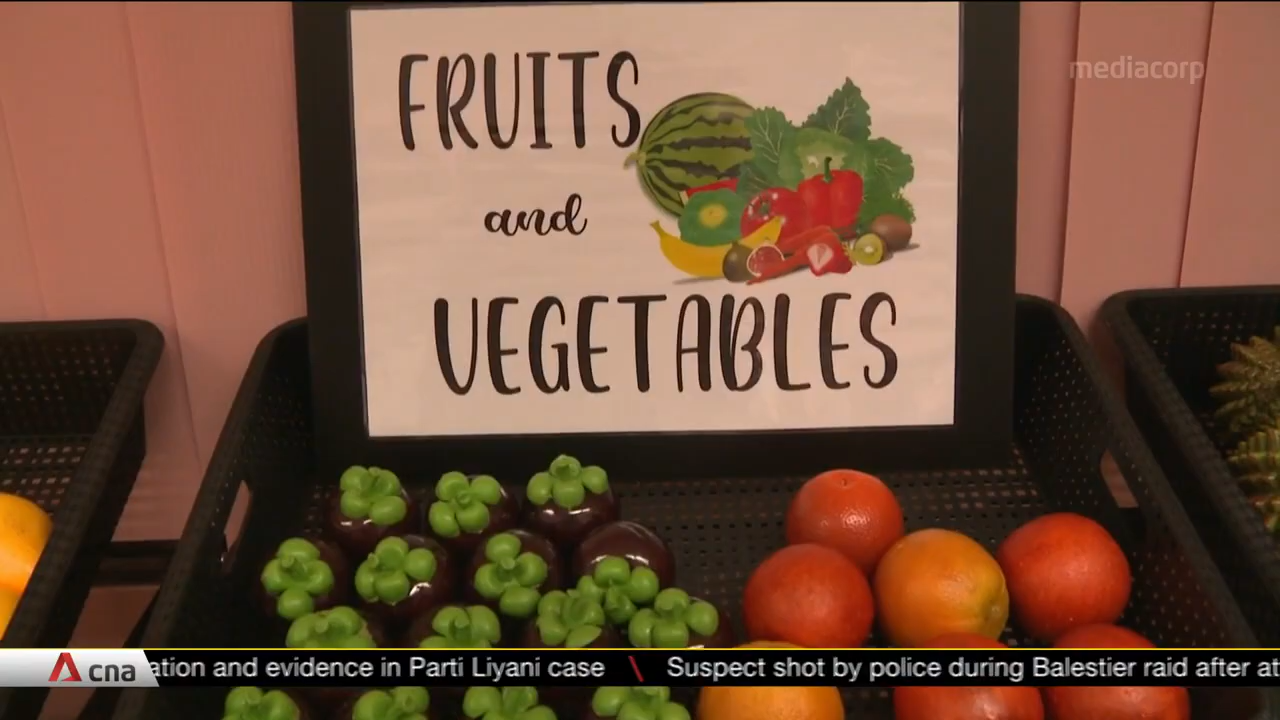 mediacorp
FRUITS
and
VEGETABLES
cna
ation and evidence in Parti Liyani case \ Suspect shot by police during Balestier raid after at